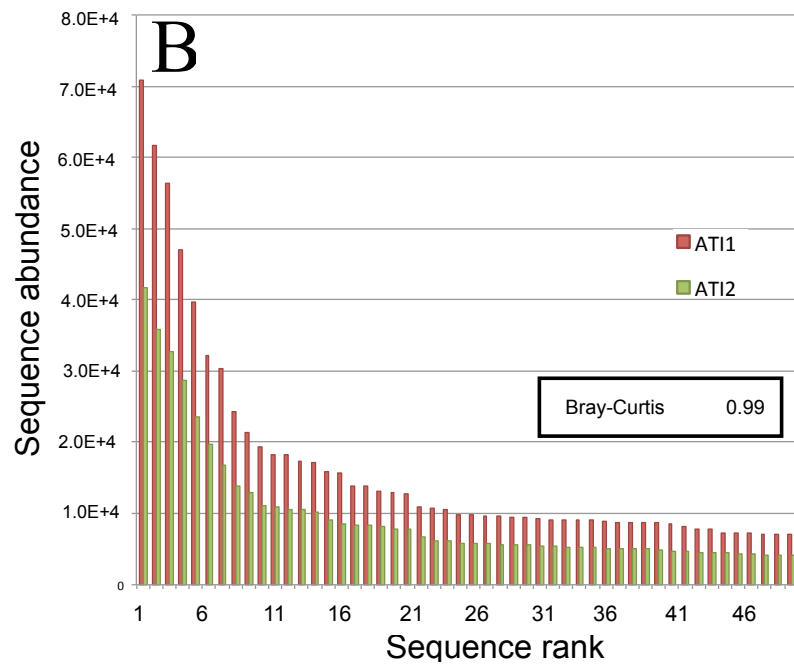 B
8.0E+4
7.0E+4
6.0E+4
5.0E+4
4.0E+4
3.0E+4
2.0E+4
1.0E+4
0
Sequence abundance
ATI1
ATI2
Bray-Curtis 0.99
1 6 11 16 21 26 31 36 41 46
Sequence rank